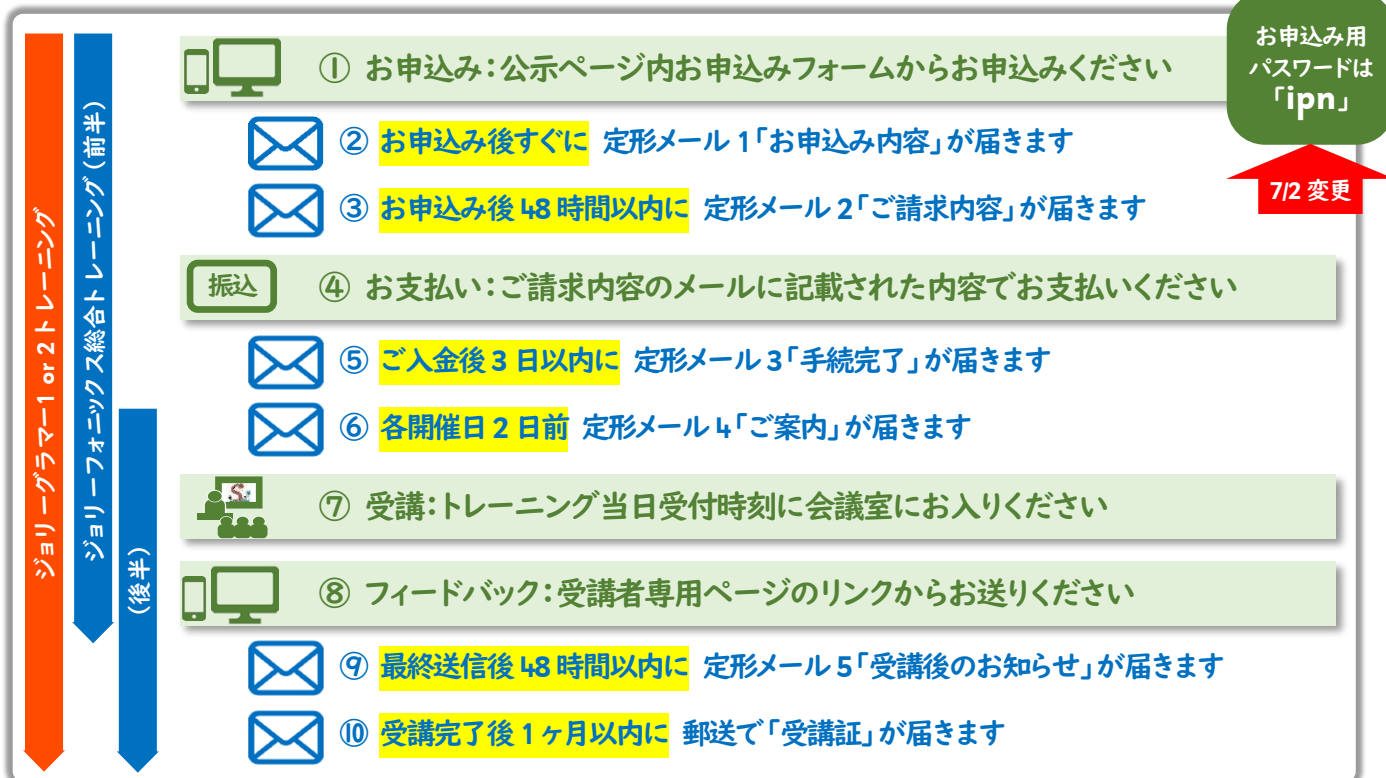 ① お申込み：公示ページ内お申込みフォームからお申込みください
お申込み用
パスワードは
「ipn」
7/2 変更
② お申込み後すぐに 定形メール 1「お申込み内容」が届きます
③ お申込み後 48 時間以内に 定形メール 2「ご請求内容」が届きます
振込
④ お支払い：ご請求内容のメールに記載された内容でお支払いください
⑤ ご入金後 3 日以内に 定形メール 3「手続完了」が届きます
⑥ 各開催日 2 日前 定形メール 4「ご案内」が届きます
⑦ 受講：トレーニング当日受付時刻に会議室にお入りください
⑧ フィードバック：受講者専用ページのリンクからお送りください
⑨ 最終送信後 48 時間以内に 定形メール 5「受講後のお知らせ」が届きます
⑩ 受講完了後 1 ヶ月以内に 郵送で「受講証」が届きます
ジョリーグラマー1 or 2 トレーニング
ジョリーフォニックス総合トレーニング（前半）
（後半）